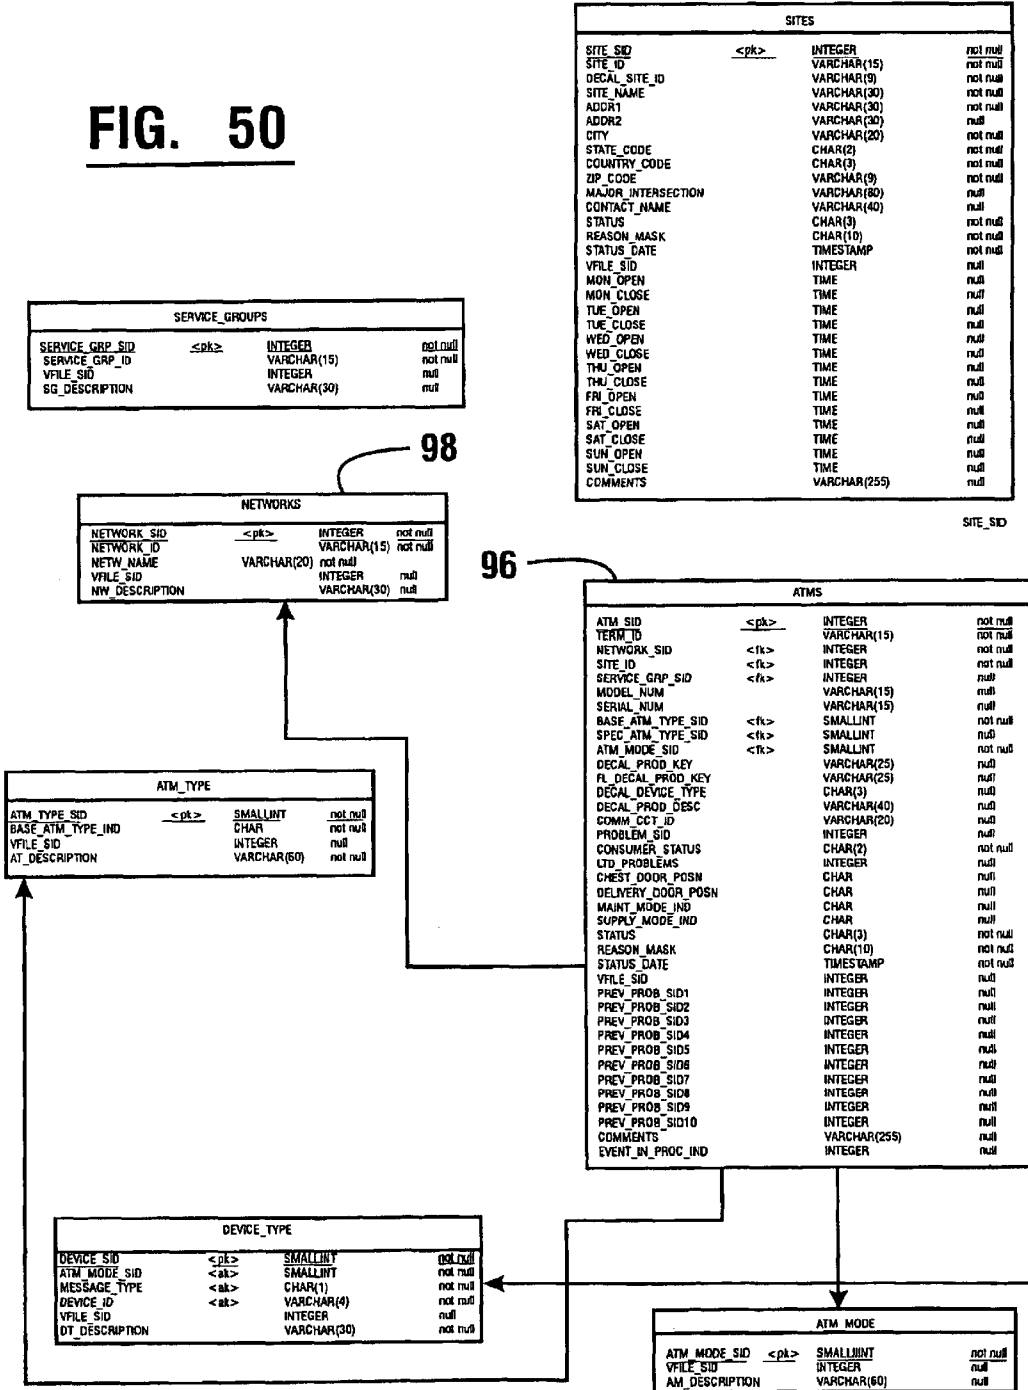 FIG. 50
SITES
SITE_SID <pk> INTEGER not null
SITE_ID VARCHAR(15) not null
DECAL_SITE_ID VARCHAR(9) not null
SITE_NAME VARCHAR(30) not null
ADDR1 VARCHAR(30) not null
ADDR2 VARCHAR(30) null
CITY VARCHAR(20) not null
STATE_CODE CHAR(2) not null
COUNTRY_CODE CHAR(3) not null
ZIP_CODE VARCHAR(9) not null
MAJOR_INTERSECTION VARCHAR(80) null
CONTACT_NAME VARCHAR(40) null
STATUS CHAR(3) not null
REASON_MASK CHAR(10) not null
STATUS_DATE TIMESTAMP not null
VFILE_SID INTEGER null
MON_OPEN TIME null
MON_CLOSE TIME null
TUE_OPEN TIME null
TUE_CLOSE TIME null
WED_OPEN TIME null
WED_CLOSE TIME null
THU_OPEN TIME null
THU_CLOSE TIME null
FRI_OPEN TIME null
FRI_CLOSE TIME null
SAT_OPEN TIME null
SAT_CLOSE TIME null
SUN_OPEN TIME null
SUN_CLOSE TIME null
COMMENTS VARCHAR(255) null
SITE_SID
SERVICE_GROUPS
SERVICE_GRP_SID <pk> INTEGER not null
SERVICE_GRP_ID VARCHAR(15) not null
VFILE_SID INTEGER null
SG_DESCRIPTION VARCHAR(30) null
98
NETWORKS
NETWORK_SID <pk> INTEGER not null
NETWORK_ID VARCHAR(15) not null
NETW_NAME VARCHAR(20) not null
VFILE_SID INTEGER null
NW_DESCRIPTION VARCHAR(30) null
96
ATMS
ATM_SID <pk> INTEGER not null
TERM_ID VARCHAR(15) not null
NETWORK_SID <fk> INTEGER not null
SITE_ID <fk> INTEGER not null
SERVICE_GRP_SID <fk> INTEGER null
MODEL_NUM VARCHAR(15) null
SERIAL_NUM VARCHAR(15) null
BASE_ATM_TYPE_SID <fk> SMALLINT not null
SPEC_ATM_TYPE_SID <fk> SMALLINT null
ATM_MODE_SID <fk> SMALLINT not null
DECAL_PROD_KEY VARCHAR(25) null
FL_DECAL_PROD_KEY VARCHAR(25) null
DECAL_DEVICE_TYPE CHAR(3) null
DECAL_PROD_DESC VARCHAR(40) null
COMM_CCT_ID VARCHAR(20) null
PROBLEM_SID INTEGER null
CONSUMER_STATUS CHAR(2) not null
LTD_PROBLEMS INTEGER null
CHEST_DOOR_POSN CHAR null
DELIVERY_DOOR_POSN CHAR null
MAINT_MODE_IND CHAR null
SUPPLY_MODE_IND CHAR null
STATUS CHAR(3) not null
REASON_MASK CHAR(10) not null
STATUS_DATE TIMESTAMP not null
VFILE_SID INTEGER null
PREV_PROB_SID1 INTEGER null
PREV_PROB_SID2 INTEGER null
PREV_PROB_SID3 INTEGER null
PREV_PROB_SID4 INTEGER null
PREV_PROB_SID5 INTEGER null
PREV_PROB_SID6 INTEGER null
PREV_PROB_SID7 INTEGER null
PREV_PROB_SID8 INTEGER null
PREV_PROB_SID9 INTEGER null
PREV_PROB_SID10 INTEGER null
COMMENTS VARCHAR(255) null
EVENT_IN_PROC_IND INTEGER null
ATM_TYPE
ATM_TYPE_SID <pk> SMALLINT not null
BASE_ATM_TYPE_IND CHAR not null
VFILE_SID INTEGER null
AT_DESCRIPTION VARCHAR(60) not null
DEVICE_TYPE
DEVICE_SID <pk> SMALLINT not null
ATM_MODE_SID <ak> SMALLINT not null
MESSAGE_TYPE <ak> CHAR(1) not null
DEVICE_ID <ak> VARCHAR(4) not null
VFILE_SID INTEGER null
DT_DESCRIPTION VARCHAR(30) not null
ATM_MODE
ATM_MODE_SID <pk> SMALLIINT not null
VFILE_SID INTEGER null
AM_DESCRIPTION VARCHAR(60) null